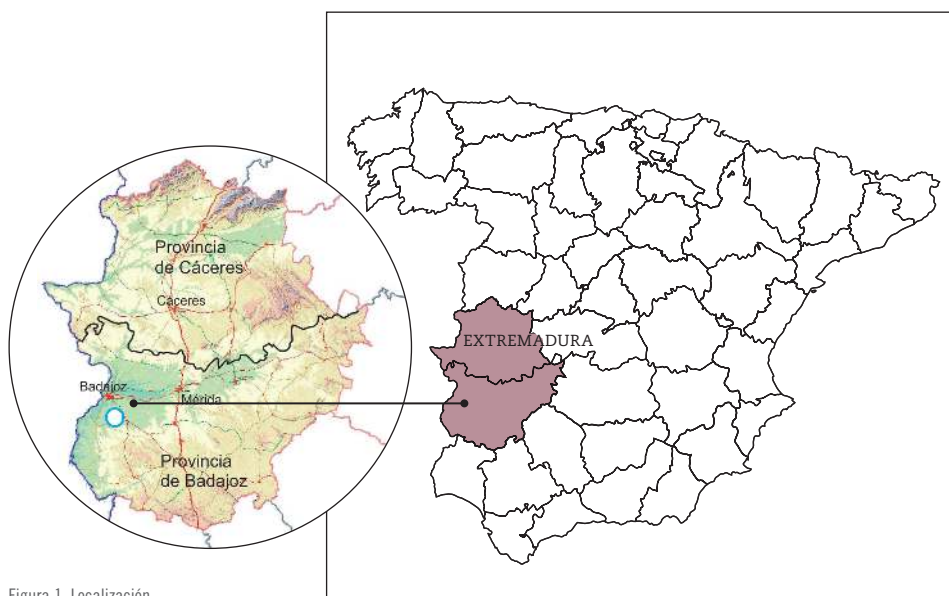 Provincia
de Cáceres
Cáceres
Badajoz
Mérida
Provincia
de Badajoz
EXTREMADURA
Figura 1. Localización